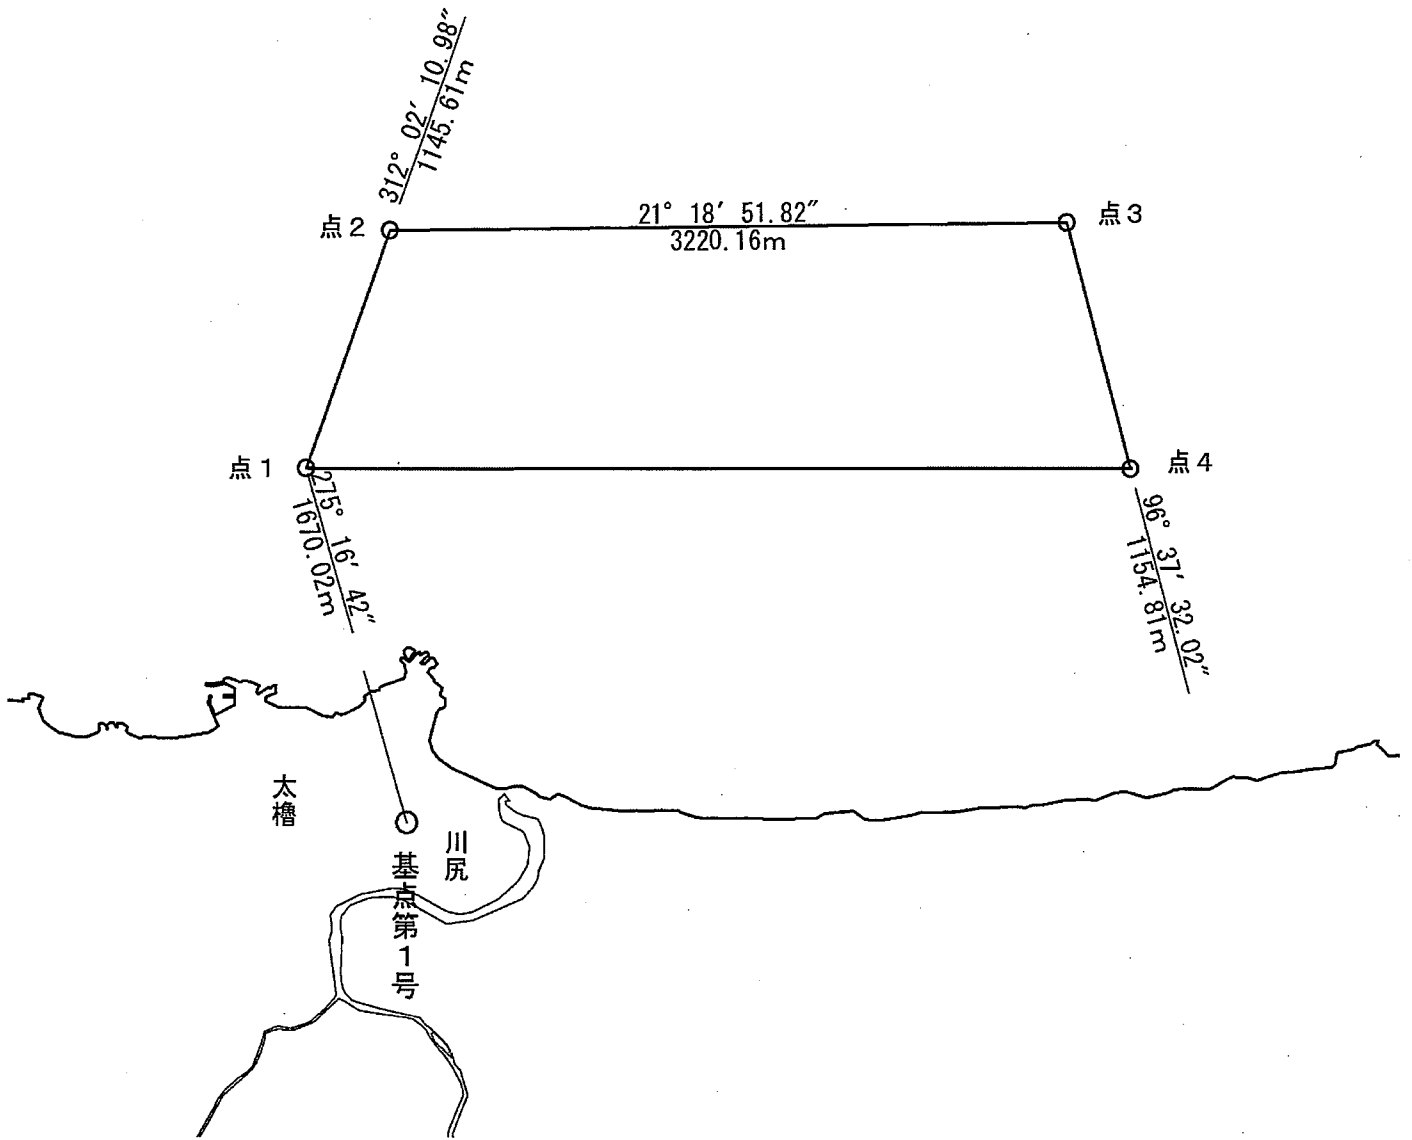 312° 02′ 10.98″
1145.61m
点2
21° 18′ 51.82″
3220.16m
点3
点1
点4
275° 16′ 42″
1670.02m
96° 37′ 32.02″
1154.81m
太櫓
川尻
基点第1号